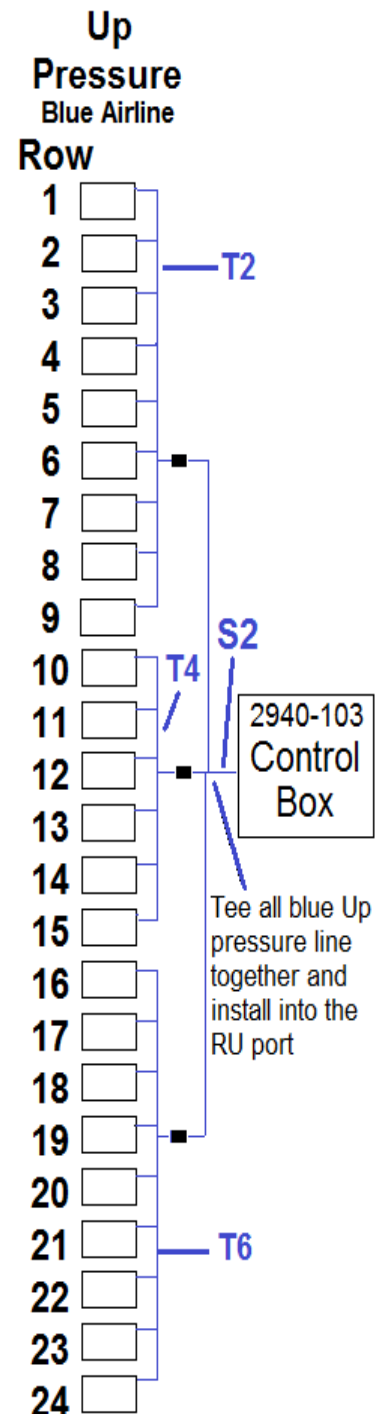 Up
Pressure
Blue Airline
Row
1
2
T2
3
4
5
6
7
8
9
S2
10
T4
11
2940-103
12
Control
Box
13
14
Tee all blue Up
15
pressure line
together and
16
install into the
17
RU port
18
19
20
21
T6
22
23
24